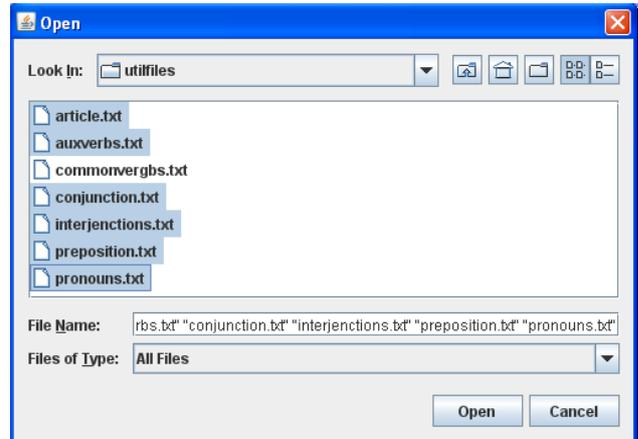 Open
Look In: utilfiles
article.txt
auxverbs.txt
commonvergbs.txt
conjunction.txt
interjenctions.txt
preposition.txt
pronouns.txt
File Name: rbs.txt" "conjunction.txt" "interjenctions.txt" "preposition.txt" "pronouns.txt"
Files of Type: All Files
Open Cancel